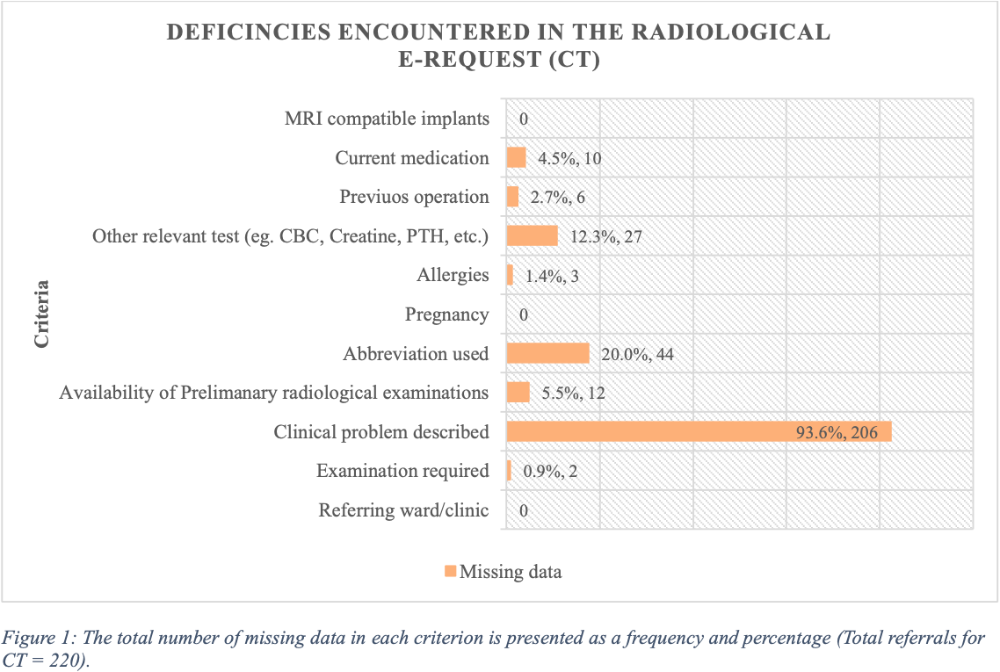 DEFICINCIES ENCOUNTERED IN THE RADIOLOGICAL
E-REQUEST (CT)
Criteria
MRI compatible implants 0
Current medication 4.5%, 10
Previuos operation 2.7%, 6
Other relevant test (eg. CBC, Creatine, PTH, etc.) 12.3%, 27
Allergies 1.4%, 3
Pregnancy 0
Abbreviation used 20.0%, 44
Availability of Prelimanary radiological examinations 5.5%, 12
Clinical problem described 93.6%, 206
Examination required 0.9%, 2
Referring ward/clinic 0
Missing data
Figure 1: The total number of missing data in each criterion is presented as a frequency and percentage (Total referrals for
CT = 220).